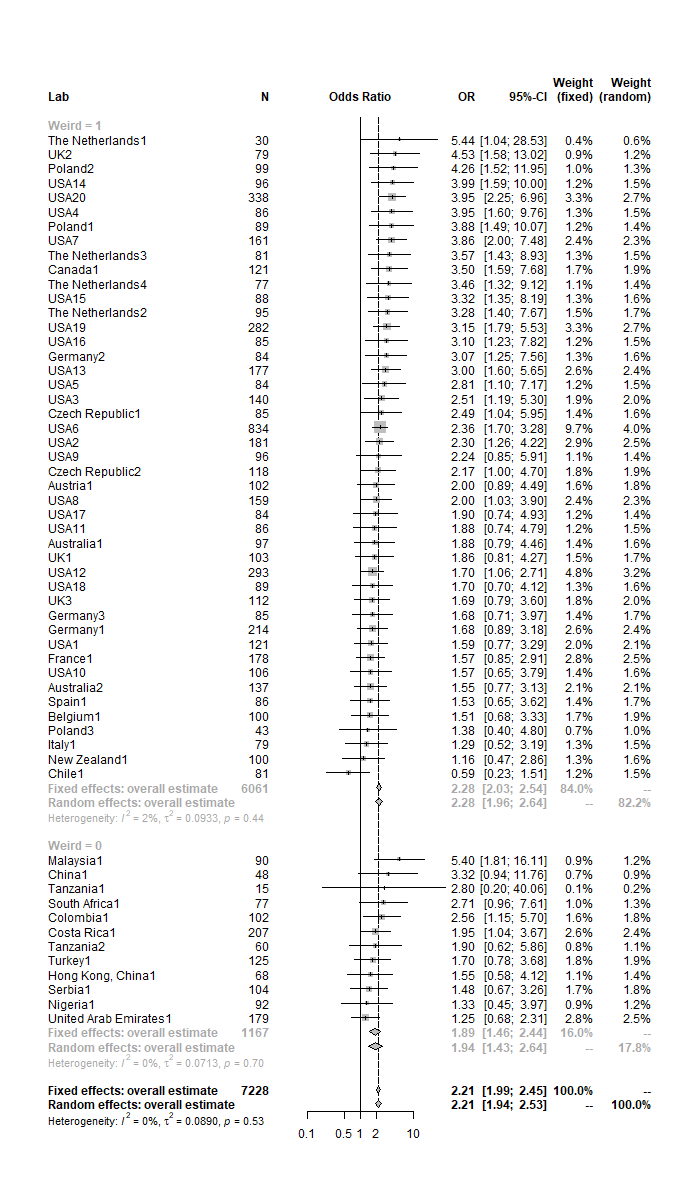 Weight Weight
Lab N Odds Ratio OR 95%-CI (fixed) (random)
Weird = 1
The Netherlands1 30 5.44 [1.04; 28.53] 0.4% 0.6%
UK2 79 4.53 [1.58; 13.02] 0.9% 1.2%
Poland2 99 4.26 [1.52; 11.95] 1.0% 1.3%
USA14 96 3.99 [1.59; 10.00] 1.2% 1.5%
USA20 338 3.95 [2.25; 6.96] 3.3% 2.7%
USA4 86 3.95 [1.60; 9.76] 1.3% 1.5%
Poland1 89 3.88 [1.49; 10.07] 1.2% 1.4%
USA7 161 3.86 [2.00; 7.48] 2.4% 2.3%
The Netherlands3 81 3.57 [1.43; 8.93] 1.3% 1.5%
Canada1 121 3.50 [1.59; 7.68] 1.7% 1.9%
The Netherlands4 77 3.46 [1.32; 9.12] 1.1% 1.4%
USA15 88 3.32 [1.35; 8.19] 1.3% 1.6%
The Netherlands2 95 3.28 [1.40; 7.67] 1.5% 1.7%
USA19 282 3.15 [1.79; 5.53] 3.3% 2.7%
USA16 85 3.10 [1.23; 7.82] 1.2% 1.5%
Germany2 84 3.07 [1.25; 7.56] 1.3% 1.6%
USA13 177 3.00 [1.60; 5.65] 2.6% 2.4%
USA5 84 2.81 [1.10; 7.17] 1.2% 1.5%
USA3 140 2.51 [1.19; 5.30] 1.9% 2.0%
Czech Republic1 85 2.49 [1.04; 5.95] 1.4% 1.6%
USA6 834 2.36 [1.70; 3.28] 9.7% 4.0%
USA2 181 2.30 [1.26; 4.22] 2.9% 2.5%
USA9 96 2.24 [0.85; 5.91] 1.1% 1.4%
Czech Republic2 118 2.17 [1.00; 4.70] 1.8% 1.9%
Austria1 102 2.00 [0.89; 4.49] 1.6% 1.8%
USA8 159 2.00 [1.03; 3.90] 2.4% 2.3%
USA17 84 1.90 [0.74; 4.93] 1.2% 1.4%
USA11 86 1.88 [0.74; 4.79] 1.2% 1.5%
Australia1 97 1.88 [0.79; 4.46] 1.4% 1.6%
UK1 103 1.86 [0.81; 4.27] 1.5% 1.7%
USA12 293 1.70 [1.06; 2.71] 4.8% 3.2%
USA18 89 1.70 [0.70; 4.12] 1.3% 1.6%
UK3 112 1.69 [0.79; 3.60] 1.8% 2.0%
Germany3 85 1.68 [0.71; 3.97] 1.4% 1.6%
Germany1 214 1.68 [0.89; 3.18] 2.6% 2.4%
USA1 121 1.59 [0.77; 3.29] 2.0% 2.1%
France1 178 1.57 [0.85; 2.91] 2.8% 2.5%
USA10 106 1.57 [0.65; 3.79] 1.3% 1.6%
Australia2 137 1.55 [0.77; 3.13] 2.1% 2.1%
Spain1 86 1.53 [0.65; 3.62] 1.4% 1.7%
Belgium1 100 1.51 [0.68; 3.33] 1.7% 1.9%
Poland3 43 1.38 [0.40; 4.80] 0.7% 1.0%
Italy1 79 1.29 [0.52; 3.19] 1.3% 1.5%
New Zealand1 100 1.16 [0.47; 2.86] 1.3% 1.6%
Chile1 81 0.59 [0.23; 1.51] 1.2% 1.5%
Fixed effects: overall estimate 6061 2.28 [2.03; 2.54] 84.0% --
Random effects: overall estimate 2.28 [1.96; 2.64] -- 82.2%
Heterogeneity: I² = 2%, τ² = 0.0933, p = 0.44
Weird = 0
Malaysia1 90 5.40 [1.81; 16.11] 0.9% 1.2%
China1 48 3.32 [0.94; 11.76] 0.7% 0.9%
Tanzania1 15 2.80 [0.20; 40.06] 0.1% 0.2%
South Africa1 77 2.71 [0.96; 7.61] 1.0% 1.3%
Colombia1 102 2.56 [1.15; 5.70] 1.6% 1.8%
Costa Rica1 207 1.95 [1.04; 3.67] 2.6% 2.4%
Tanzania2 60 1.90 [0.62; 5.86] 0.8% 1.1%
Turkey1 125 1.70 [0.78; 3.68] 1.8% 1.9%
Hong Kong, China1 68 1.55 [0.58; 4.12] 1.1% 1.4%
Serbia1 104 1.48 [0.67; 3.26] 1.7% 1.8%
Nigeria1 92 1.33 [0.45; 3.97] 0.9% 1.2%
United Arab Emirates1 179 1.25 [0.68; 2.31] 2.8% 2.5%
Fixed effects: overall estimate 1167 1.89 [1.46; 2.44] 16.0% --
Random effects: overall estimate 1.94 [1.43; 2.64] -- 17.8%
Heterogeneity: I² = 0%, τ² = 0.0713, p = 0.70
Fixed effects: overall estimate 7228 2.21 [1.99; 2.45] 100.0% --
Random effects: overall estimate 2.21 [1.94; 2.53] -- 100.0%
Heterogeneity: I² = 0%, τ² = 0.0890, p = 0.53
0.1 0.5 1 2 10